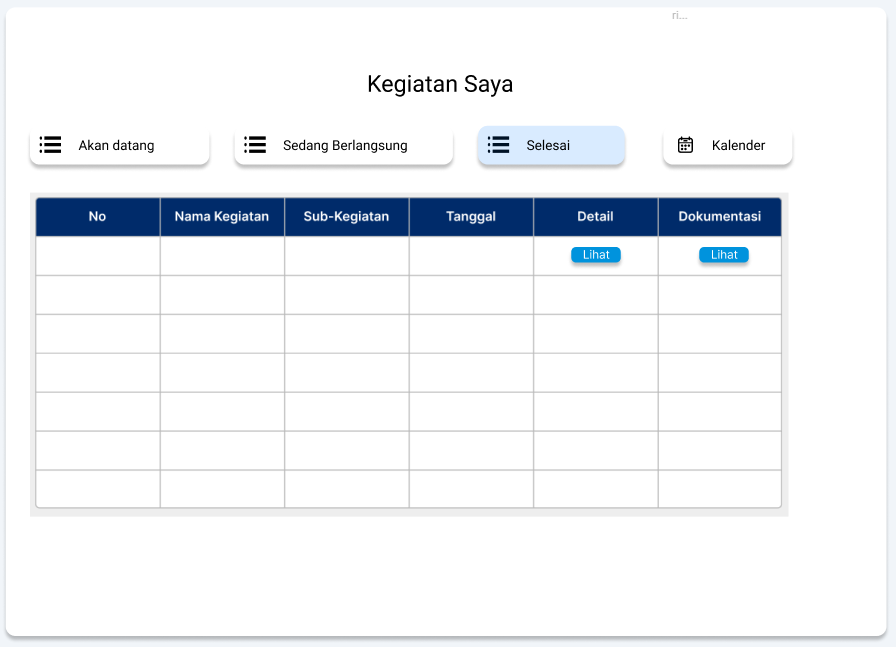 ri...
Kegiatan Saya
Akan datang Sedang Berlangsung Selesai Kalender
No Nama Kegiatan Sub-Kegiatan Tanggal Detail Dokumentasi
Lihat Lihat